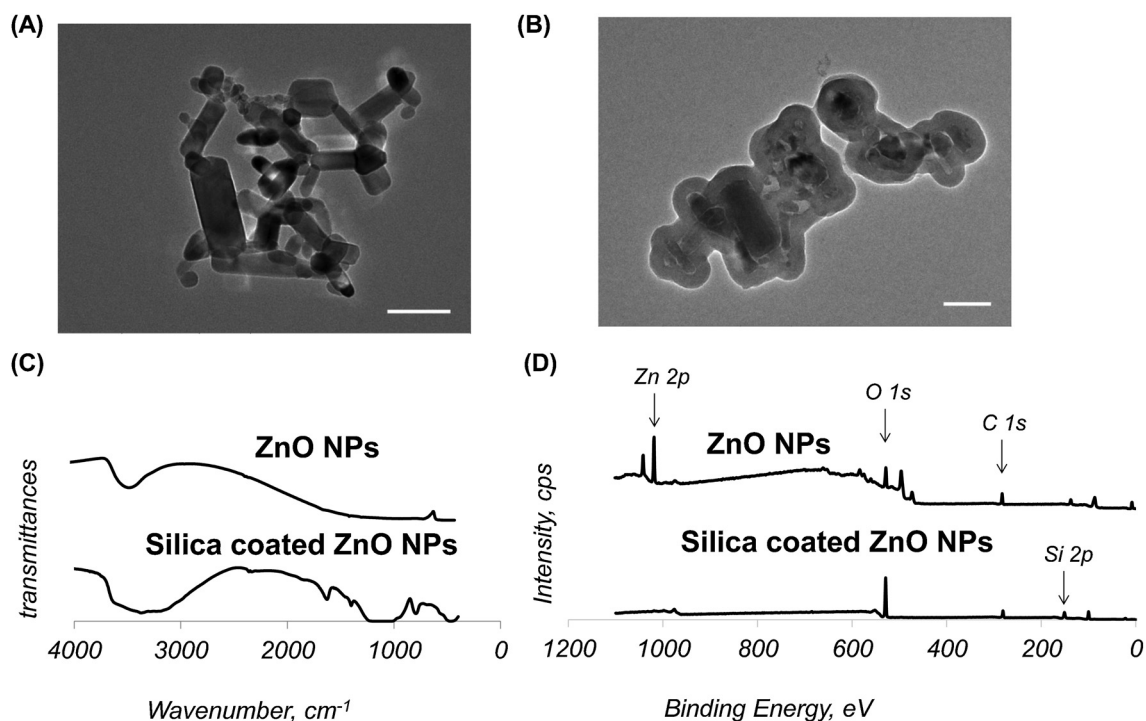 (A)
(B)
(C)
transmittances
ZnO NPs
Silica coated ZnO NPs
4000 3000 2000 1000 0
Wavenumber, cm-1
(D)
Intensity, cps
Zn 2p
O 1s
C 1s
ZnO NPs
Silica coated ZnO NPs
Si 2p
1200 1000 800 600 400 200 0
Binding Energy, eV